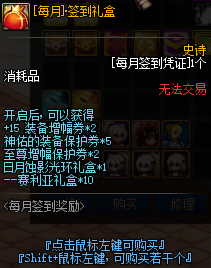 [每月]签到礼盒
史诗
[每月签到凭证]1个
消耗品
无法交易
开启后,可以获得
+15 装备增幅券*2
神佑的装备保护券*5
至尊增幅保护券*2
日月蚀影光环礼盒*1
--赛利亚礼盒*10
<每月签到奖励>
购买
修理
『点击鼠标左键可购买』
『Shift+鼠标左键,可购买若干个』